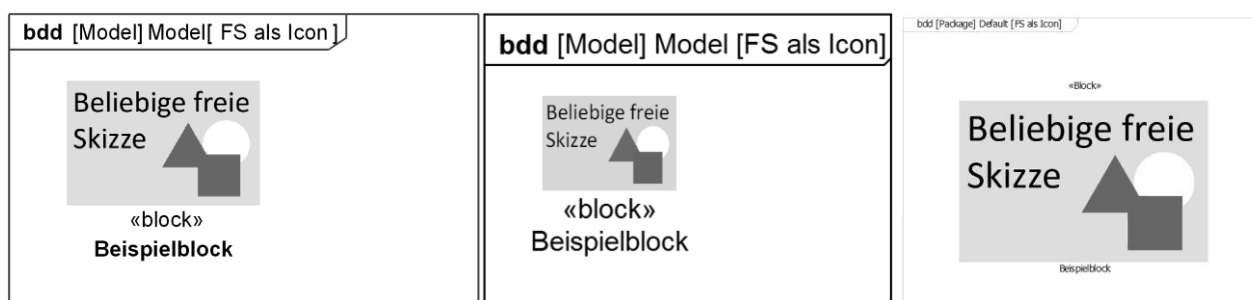 bdd [Model] Model[ FS als Icon ]
Beliebige freie
Skizze
«block»
Beispielblock
bdd [Model] Model [FS als Icon]
Beliebige freie
Skizze
«block»
Beispielblock
bdd [Package] Default [FS als Icon]
«Block»
Beliebige freie
Skizze
Beispielblock